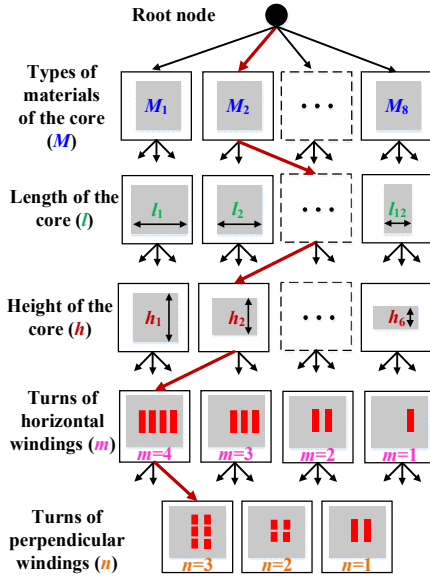 Root node
Types of
materials
of the core
(M)
M1 M2 ... M8
Length of the
core (l)
l1 l2 ... l12
Height of the
core (h)
h1 h2 ... h6
Turns of
horizontal
windings (m)
m=4 m=3 m=2 m=1
Turns of
perpendicular
windings (n)
n=3 n=2 n=1